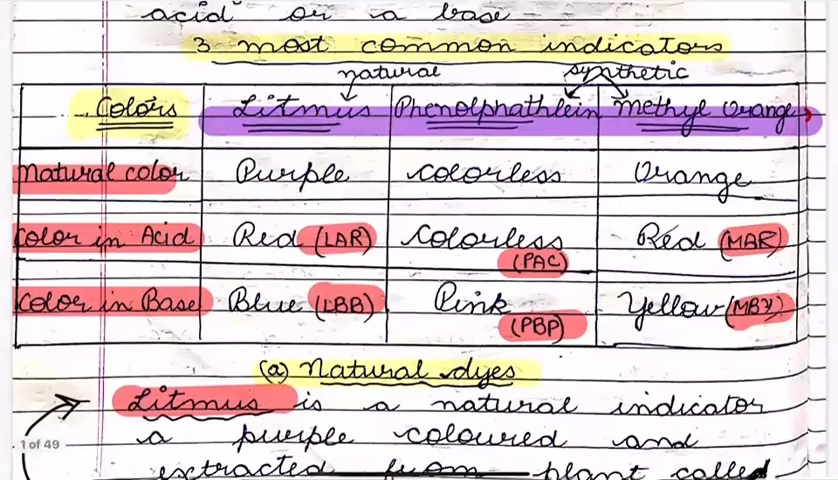 acid or a base
3 most common indicators
natural synthetic
Colors Litmus Phenolphathlein Methyl Orange
Natural color Purple Colorless Orange
Color in Acid Red (LAR) Colorless (PAC) Red (MAR)
Color in Base Blue (LBB) Pink (PBP) Yellow (MBY)
(a) Natural dyes
Litmus is a natural indicator
a purple coloured and
extracted from plant called
1 of 49